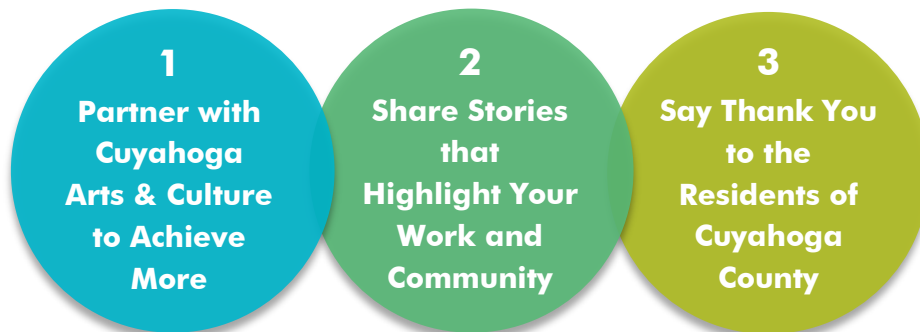 1
Partner with
Cuyahoga
Arts & Culture
to Achieve
More
2
Share Stories
that
Highlight Your
Work and
Community
3
Say Thank You
to the
Residents of
Cuyahoga
County